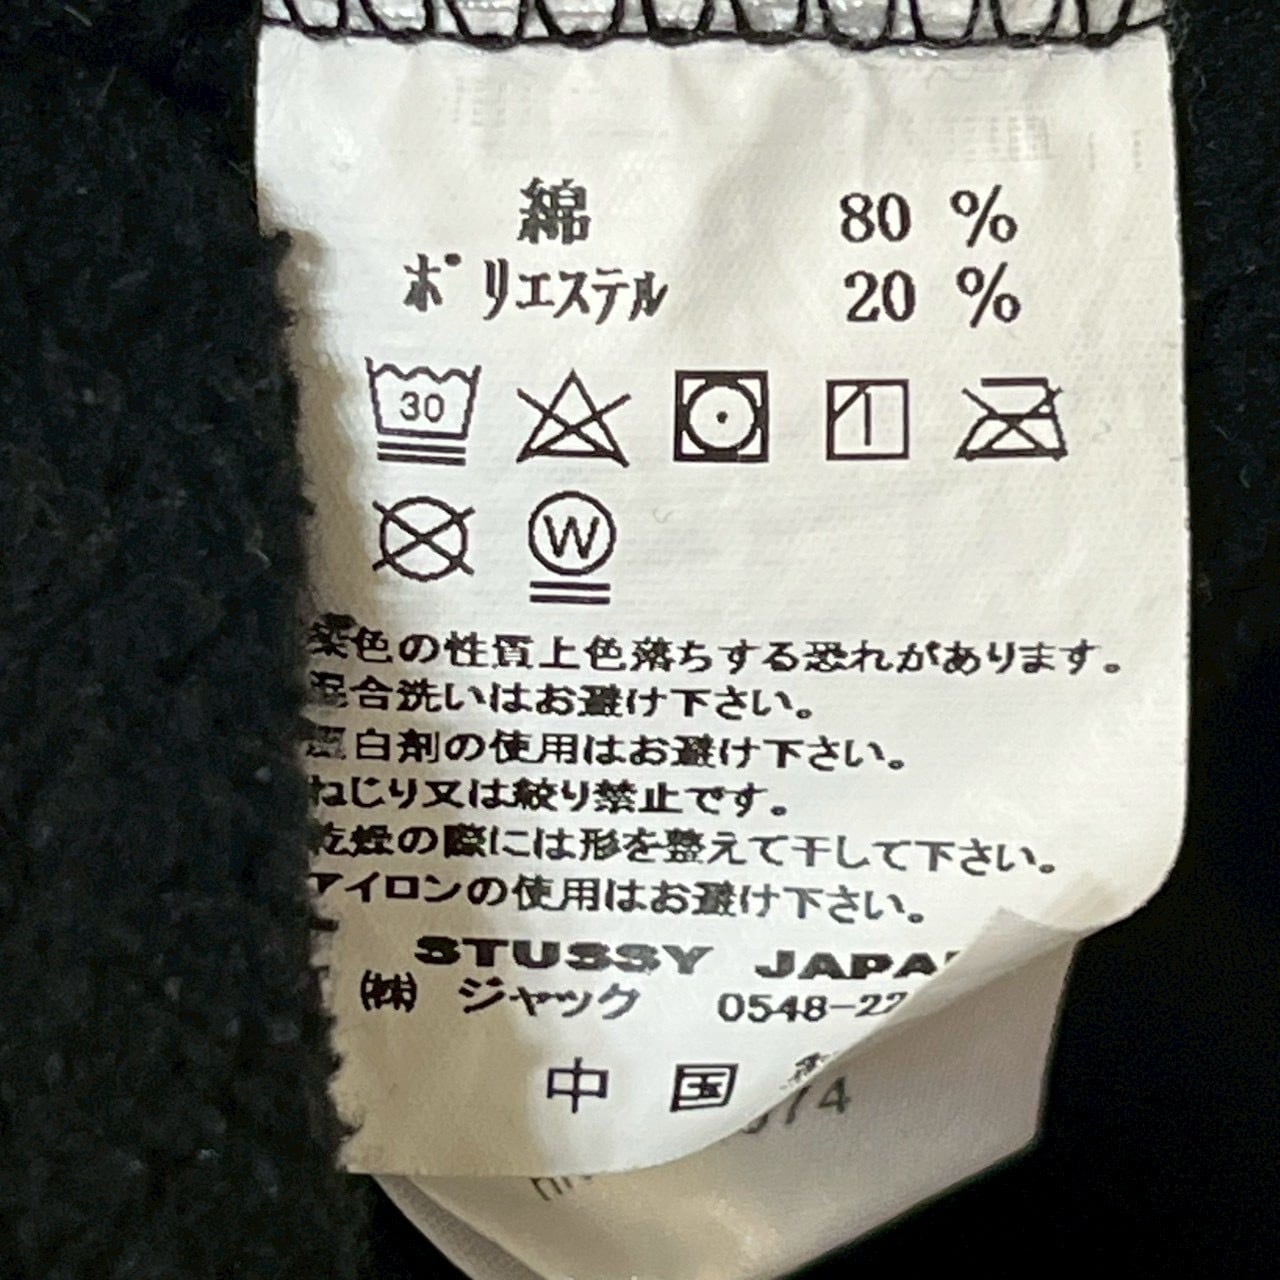 綿 80 %
ポリエステル 20 %
30
W
染色の性質上色落ちする恐れがあります。
混合洗いはお避け下さい。
蛍白剤の使用はお避け下さい。
ねじり又は絞り禁止です。
乾燥の際には形を整えて干して下さい。
アイロンの使用はお避け下さい。
STUSSY JAPA
㈱ ジャック 0548-22
中 国
74